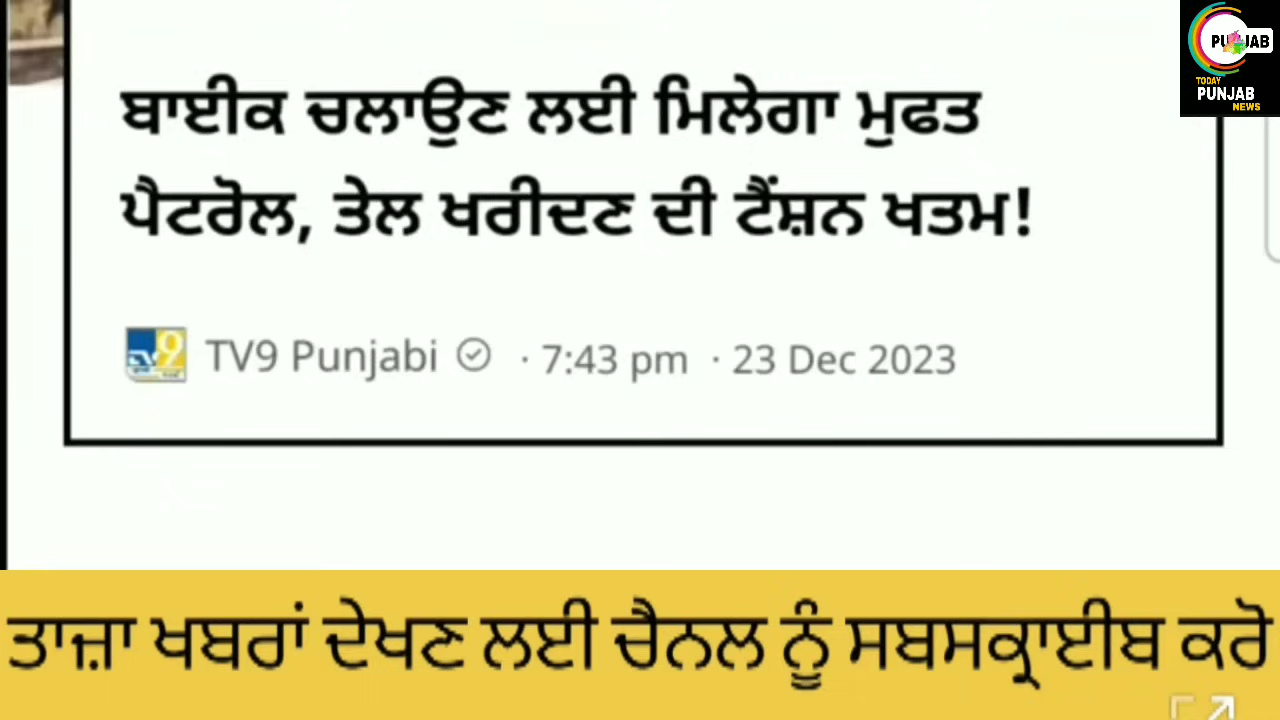 PUNJAB
TODAY
PUNJAB
NEWS
ਬਾਈਕ ਚਲਾਉਣ ਲਈ ਮਿਲੇਗਾ ਮੁਫਤ
ਪੈਟਰੋਲ, ਤੇਲ ਖਰੀਦਣ ਦੀ ਟੈਂਸ਼ਨ ਖਤਮ!
TV9 Punjabi · 7:43 pm · 23 Dec 2023
ਤਾਜ਼ਾ ਖਬਰਾਂ ਦੇਖਣ ਲਈ ਚੈਨਲ ਨੂੰ ਸਬਸਕ੍ਰਾਈਬ ਕਰੋ